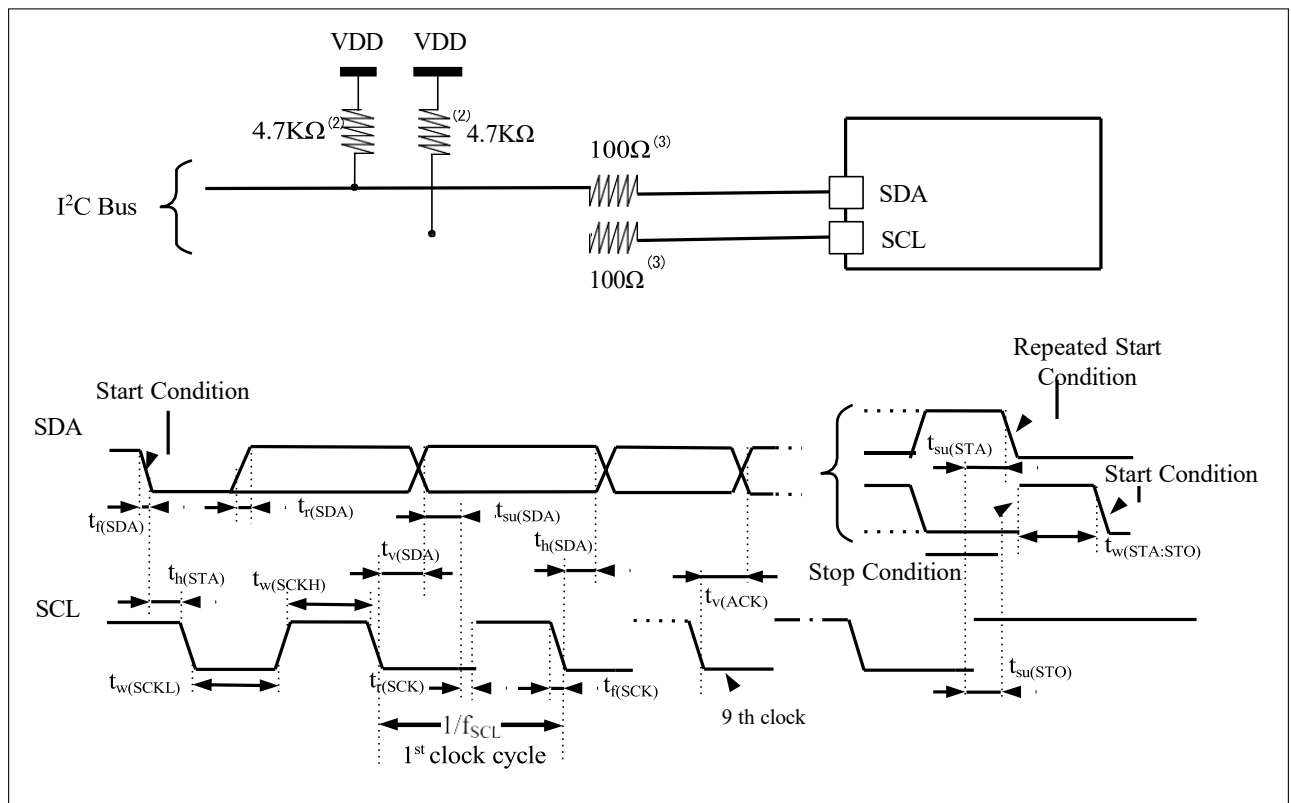 VDD VDD
4.7KΩ(2) (2) 4.7KΩ
100Ω(3)
I2C Bus
SDA
SCL
100Ω(3)
Repeated Start
Condition
Start Condition
SDA
tsu(STA)
Start Condition
tf(SDA)
tr(SDA)
tsu(SDA)
tv(SDA)
th(SDA)
tw(STA:STO)
th(STA)
tw(SCKH)
Stop Condition
tv(ACK)
SCL
tw(SCKL)
tr(SCK)
tf(SCK)
tsu(STO)
9 th clock
1/fSCL
1st clock cycle